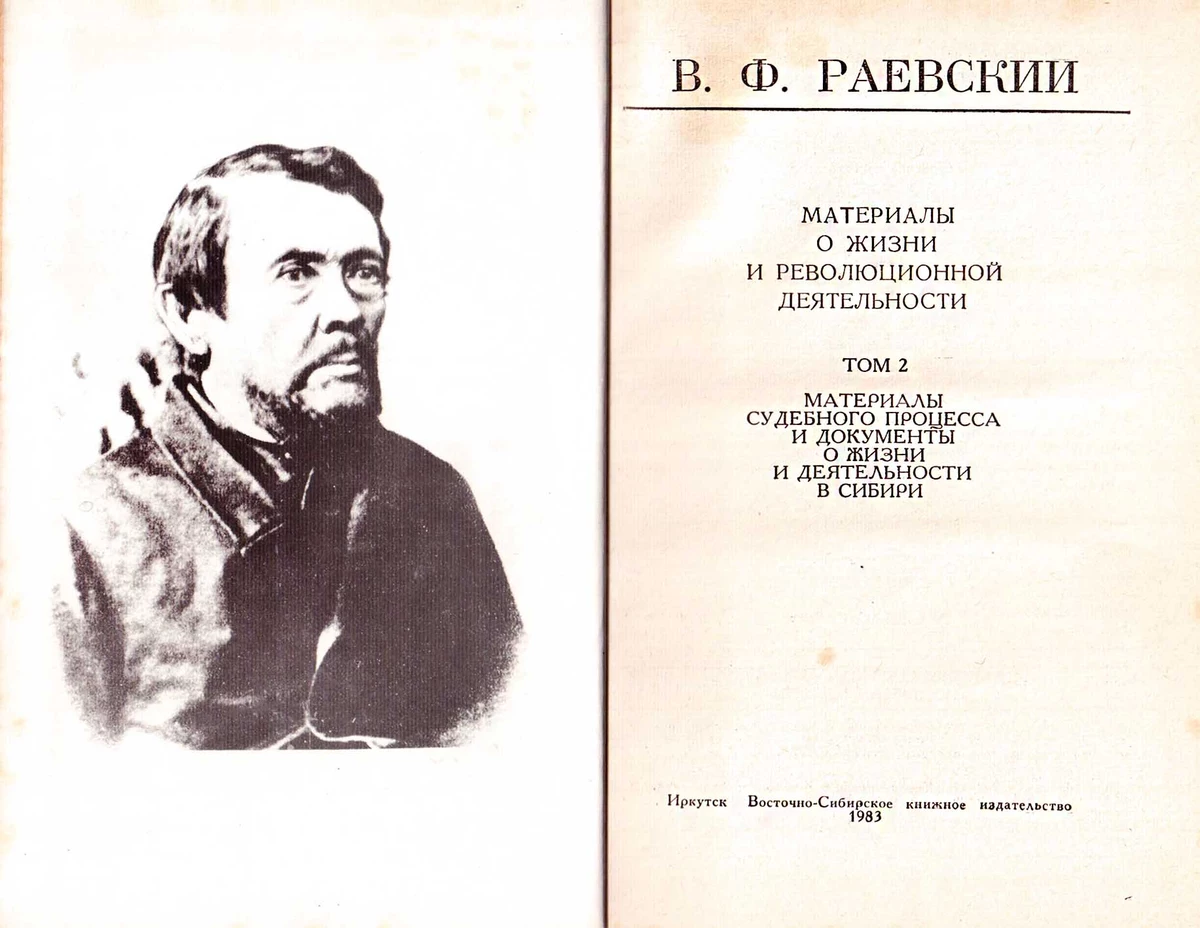 В. Ф. РАЕВСКИЙ
МАТЕРИАЛЫ
О ЖИЗНИ
И РЕВОЛЮЦИОННОЙ
ДЕЯТЕЛЬНОСТИ
ТОМ 2
МАТЕРИАЛЫ
СУДЕБНОГО ПРОЦЕССА
И ДОКУМЕНТЫ
О ЖИЗНИ
И ДЕЯТЕЛЬНОСТИ
В СИБИРИ
Иркутск Восточно-Сибирское книжное издательство
1983